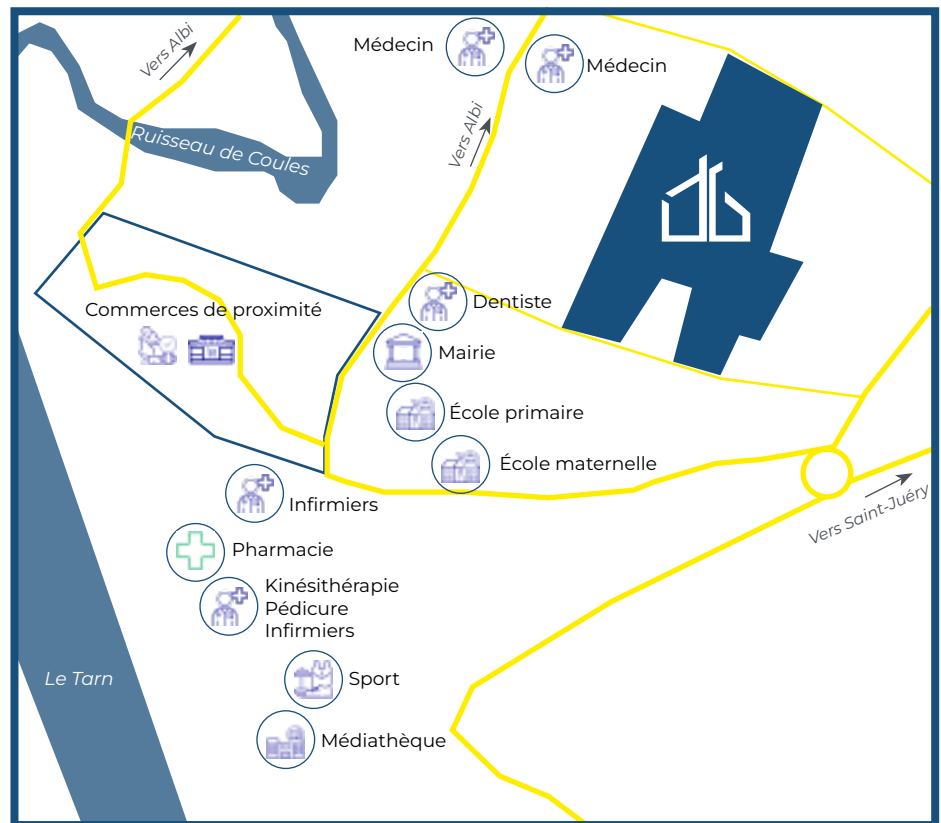 Vers Albi
Médecin
Médecin
Vers Albi
Ruisseau de Coules
Commerces de proximité
Dentiste
Mairie
École primaire
École maternelle
Infirmiers
Vers Saint-Juéry
Pharmacie
Kinésithérapie
Pédicure
Infirmiers
Le Tarn
Sport
Médiathèque